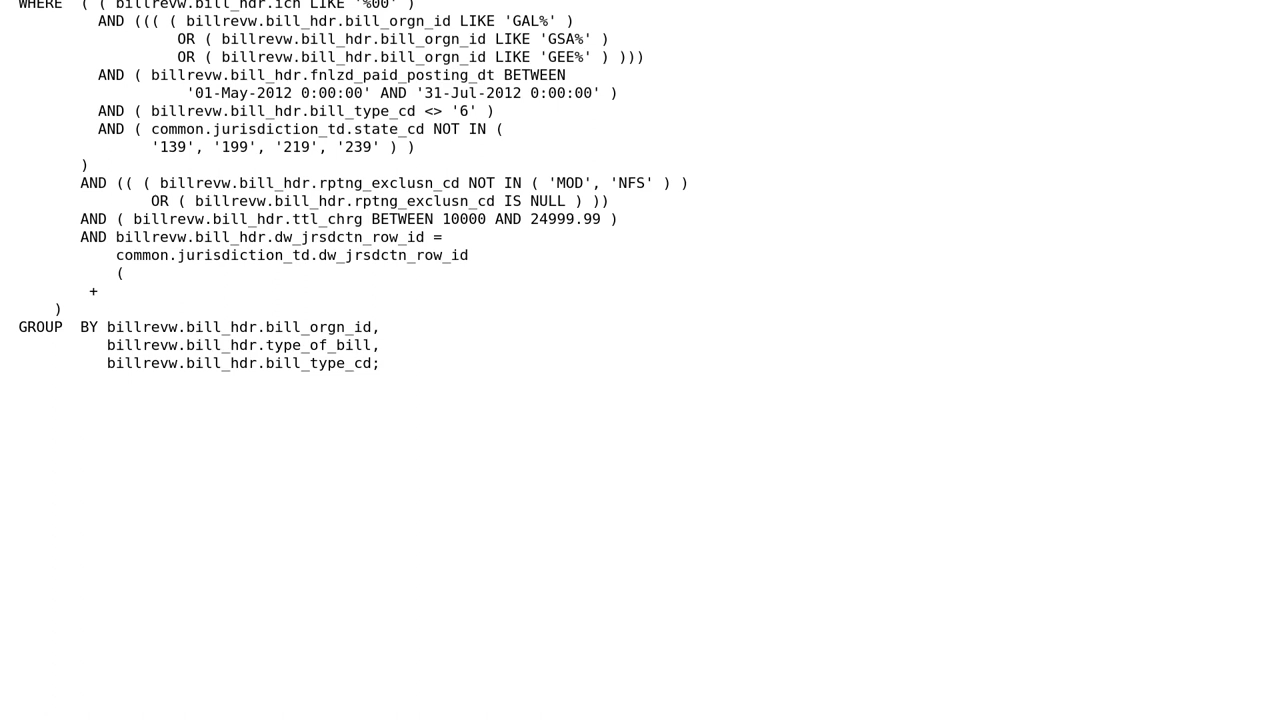 WHERE  ( ( billrevw.bill_hdr.icn LIKE '%00' )
         AND ((( ( billrevw.bill_hdr.bill_orgn_id LIKE 'GAL%' )
                  OR ( billrevw.bill_hdr.bill_orgn_id LIKE 'GSA%' )
                  OR ( billrevw.bill_hdr.bill_orgn_id LIKE 'GEE%' ) )))
         AND ( billrevw.bill_hdr.fnlzd_paid_posting_dt BETWEEN
                   '01-May-2012 0:00:00' AND '31-Jul-2012 0:00:00' )
         AND ( billrevw.bill_hdr.bill_type_cd <> '6' )
         AND ( common.jurisdiction_td.state_cd NOT IN (
               '139', '199', '219', '239' ) )
       )
       AND (( ( billrevw.bill_hdr.rptng_exclusn_cd NOT IN ( 'MOD', 'NFS' ) )
               OR ( billrevw.bill_hdr.rptng_exclusn_cd IS NULL ) ))
       AND ( billrevw.bill_hdr.ttl_chrg BETWEEN 10000 AND 24999.99 )
       AND billrevw.bill_hdr.dw_jrsdctn_row_id =
           common.jurisdiction_td.dw_jrsdctn_row_id
           (
        +
    )
GROUP  BY billrevw.bill_hdr.bill_orgn_id,
          billrevw.bill_hdr.type_of_bill,
          billrevw.bill_hdr.bill_type_cd;